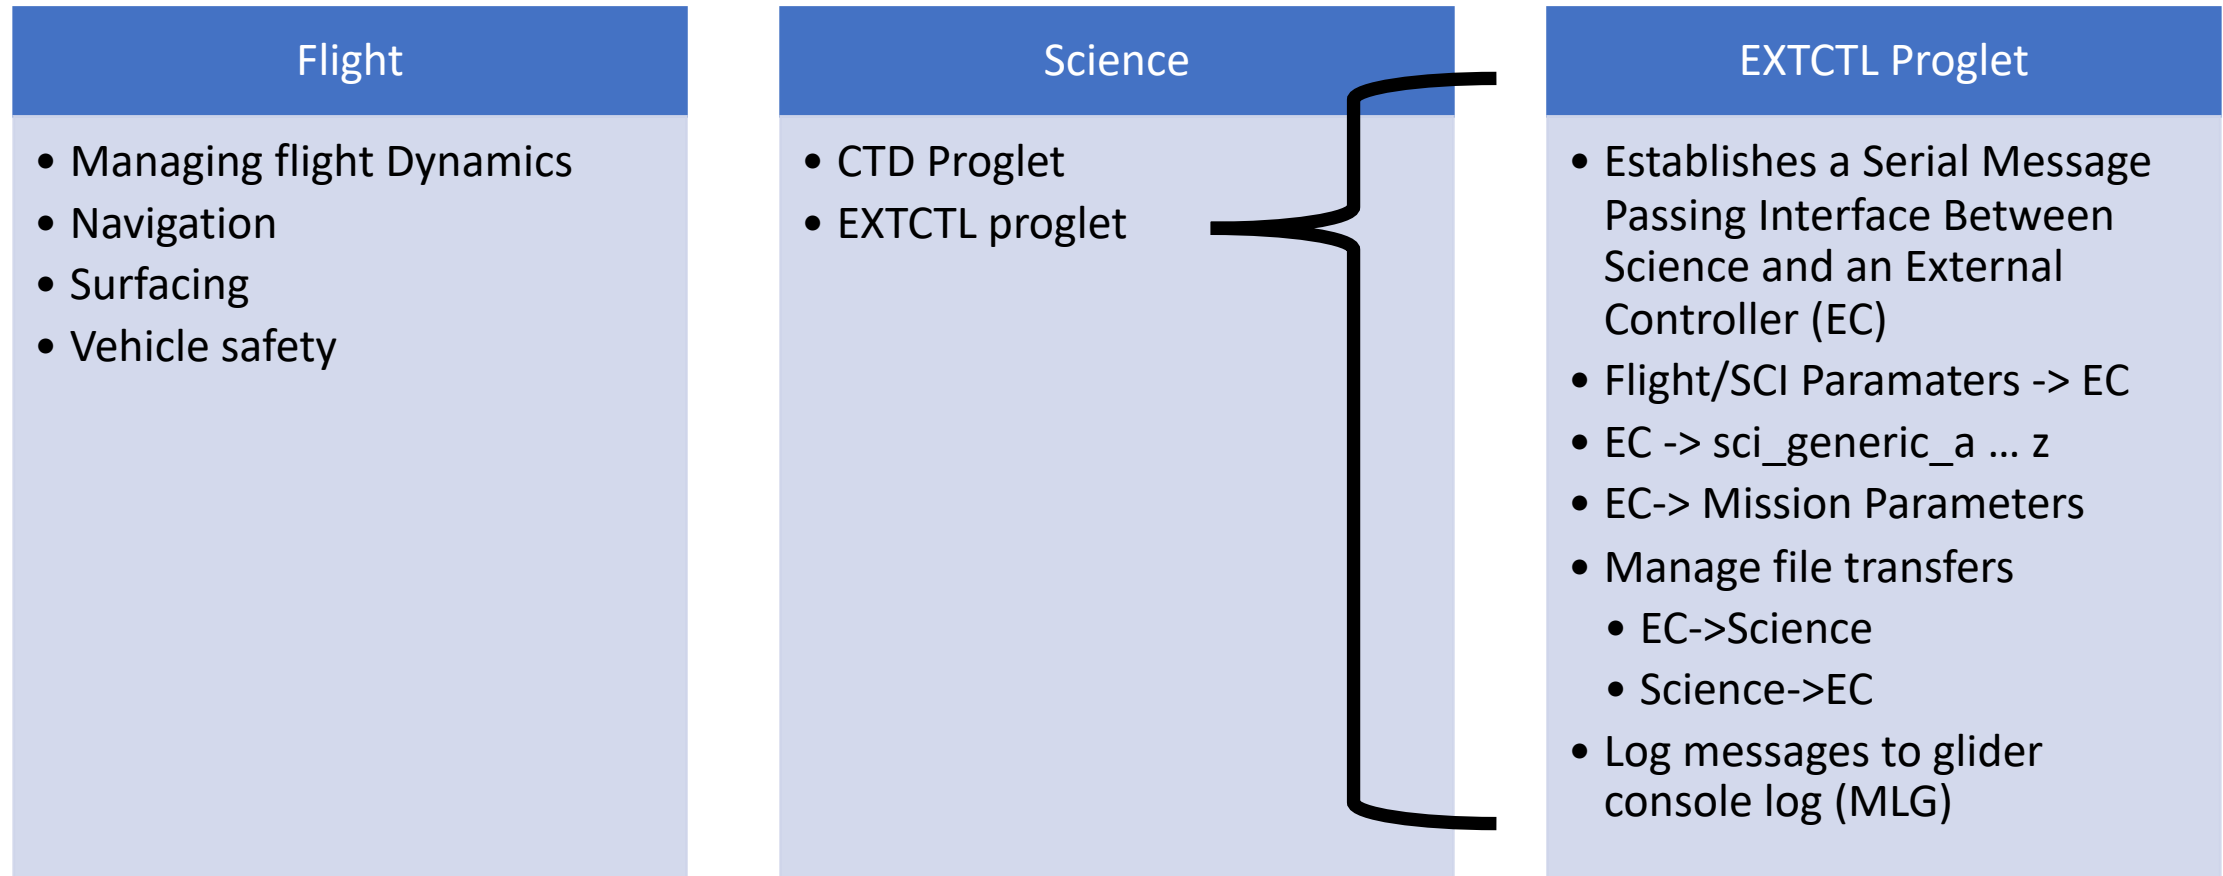 Flight
• Managing flight Dynamics
• Navigation
• Surfacing
• Vehicle safety
Science
• CTD Proglet
• EXTCTL proglet
EXTCTL Proglet
• Establishes a Serial Message
Passing Interface Between
Science and an External
Controller (EC)
• Flight/SCI Paramaters -> EC
• EC -> sci_generic_a ... z
• EC-> Mission Parameters
• Manage file transfers
• EC->Science
• Science->EC
• Log messages to glider
console log (MLG)